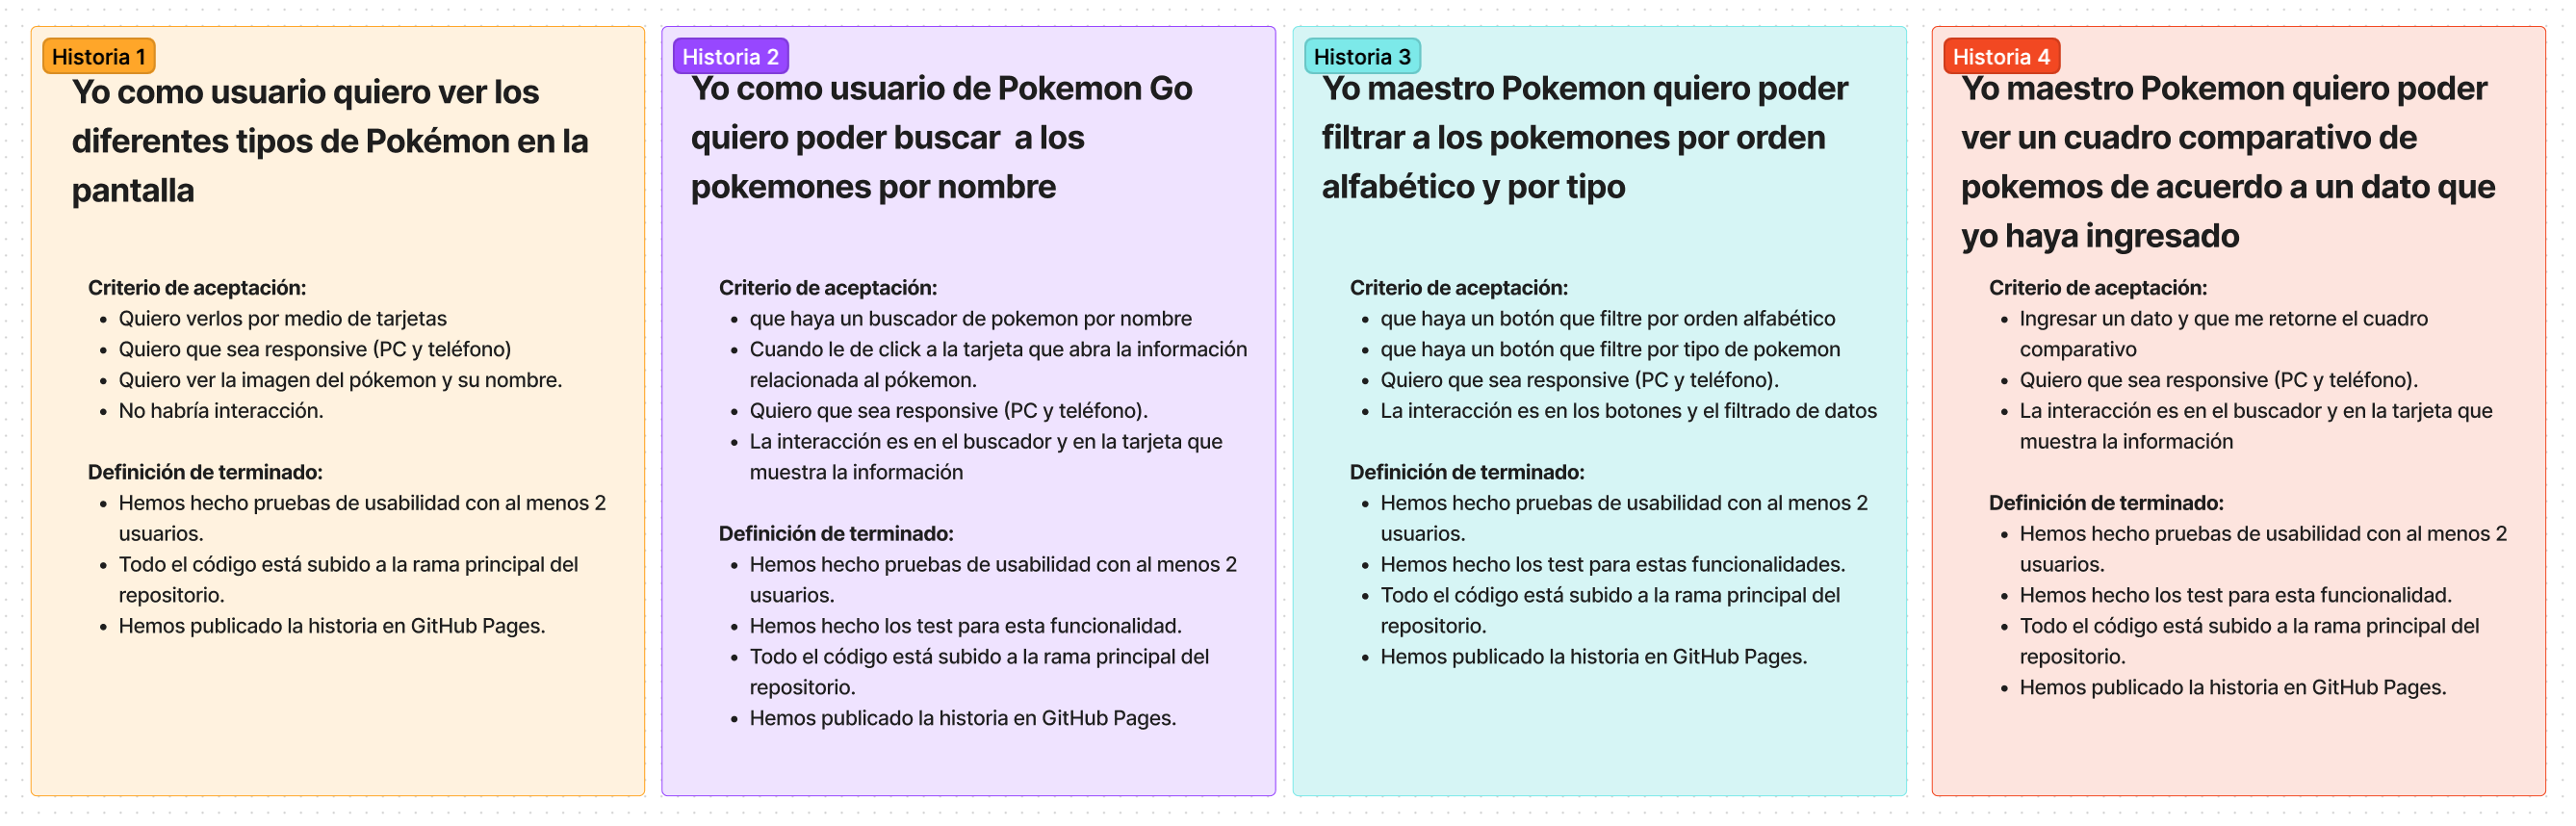 Historia 1
Yo como usuario quiero ver los
diferentes tipos de Pokémon en la
pantalla
Criterio de aceptación:
• Quiero verlos por medio de tarjetas
• Quiero que sea responsive (PC y teléfono)
• Quiero ver la imagen del pókemon y su nombre.
• No habría interacción.
Definición de terminado:
• Hemos hecho pruebas de usabilidad con al menos 2
usuarios.
• Todo el código está subido a la rama principal del
repositorio.
• Hemos publicado la historia en GitHub Pages.
Historia 2
Yo como usuario de Pokemon Go
quiero poder buscar  a los
pokemones por nombre
Criterio de aceptación:
• que haya un buscador de pokemon por nombre
• Cuando le de click a la tarjeta que abra la información
relacionada al pókemon.
• Quiero que sea responsive (PC y teléfono).
• La interacción es en el buscador y en la tarjeta que
muestra la información
Definición de terminado:
• Hemos hecho pruebas de usabilidad con al menos 2
usuarios.
• Hemos hecho los test para esta funcionalidad.
• Todo el código está subido a la rama principal del
repositorio.
• Hemos publicado la historia en GitHub Pages.
Historia 3
Yo maestro Pokemon quiero poder
filtrar a los pokemones por orden
alfabético y por tipo
Criterio de aceptación:
• que haya un botón que filtre por orden alfabético
• que haya un botón que filtre por tipo de pokemon
• Quiero que sea responsive (PC y teléfono).
• La interacción es en los botones y el filtrado de datos
Definición de terminado:
• Hemos hecho pruebas de usabilidad con al menos 2
usuarios.
• Hemos hecho los test para estas funcionalidades.
• Todo el código está subido a la rama principal del
repositorio.
• Hemos publicado la historia en GitHub Pages.
Historia 4
Yo maestro Pokemon quiero poder
ver un cuadro comparativo de
pokemos de acuerdo a un dato que
yo haya ingresado
Criterio de aceptación:
• Ingresar un dato y que me retorne el cuadro
comparativo
• Quiero que sea responsive (PC y teléfono).
• La interacción es en el buscador y en la tarjeta que
muestra la información
Definición de terminado:
• Hemos hecho pruebas de usabilidad con al menos 2
usuarios.
• Hemos hecho los test para esta funcionalidad.
• Todo el código está subido a la rama principal del
repositorio.
• Hemos publicado la historia en GitHub Pages.